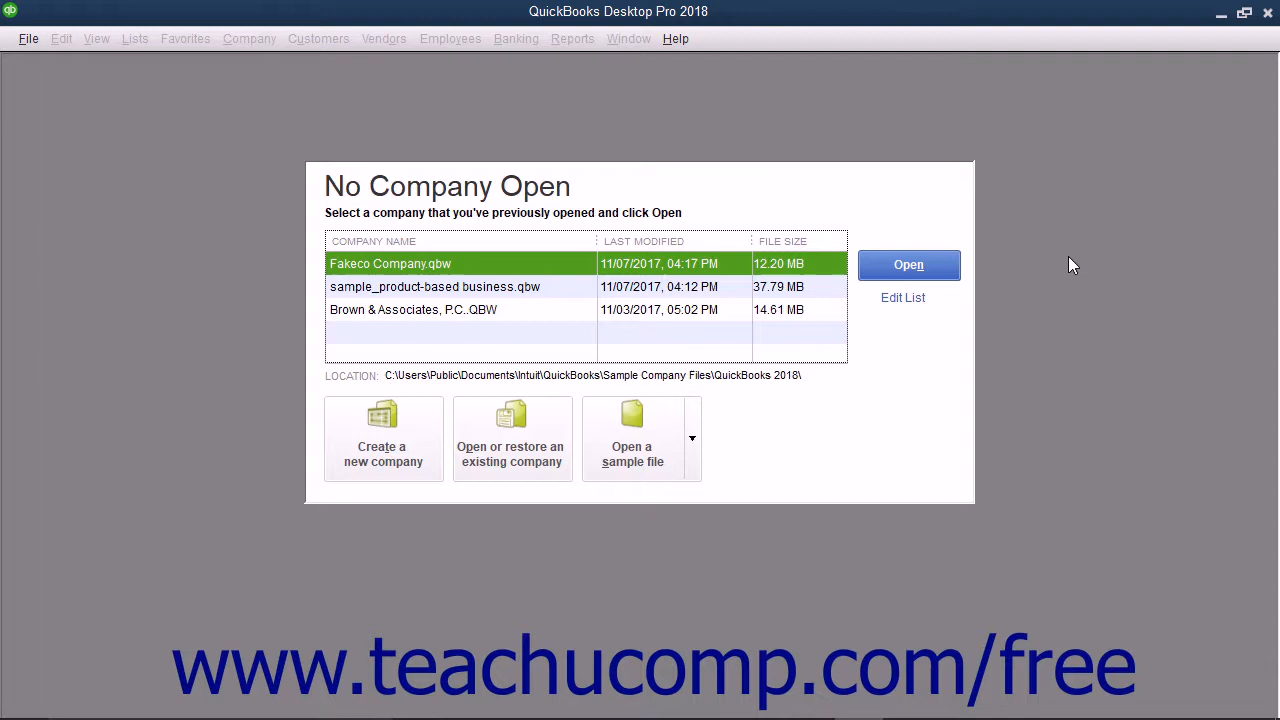 QuickBooks Desktop Pro 2018
File Edit View Lists Favorites Company Customers Vendors Employees Banking Reports Window Help
No Company Open
Select a company that you've previously opened and click Open
COMPANY NAME LAST MODIFIED FILE SIZE
Fakeco Company.qbw 11/07/2017, 04:17 PM 12.20 MB
Open
sample_product-based business.qbw 11/07/2017, 04:12 PM 37.79 MB
Edit List
Brown & Associates, P.C..QBW 11/03/2017, 05:02 PM 14.61 MB
LOCATION: C:\Users\Public\Documents\Intuit\QuickBooks\Sample Company Files\QuickBooks 2018\
Create a
new company
Open or restore an
existing company
Open a
sample file
www.teachucomp.com/free